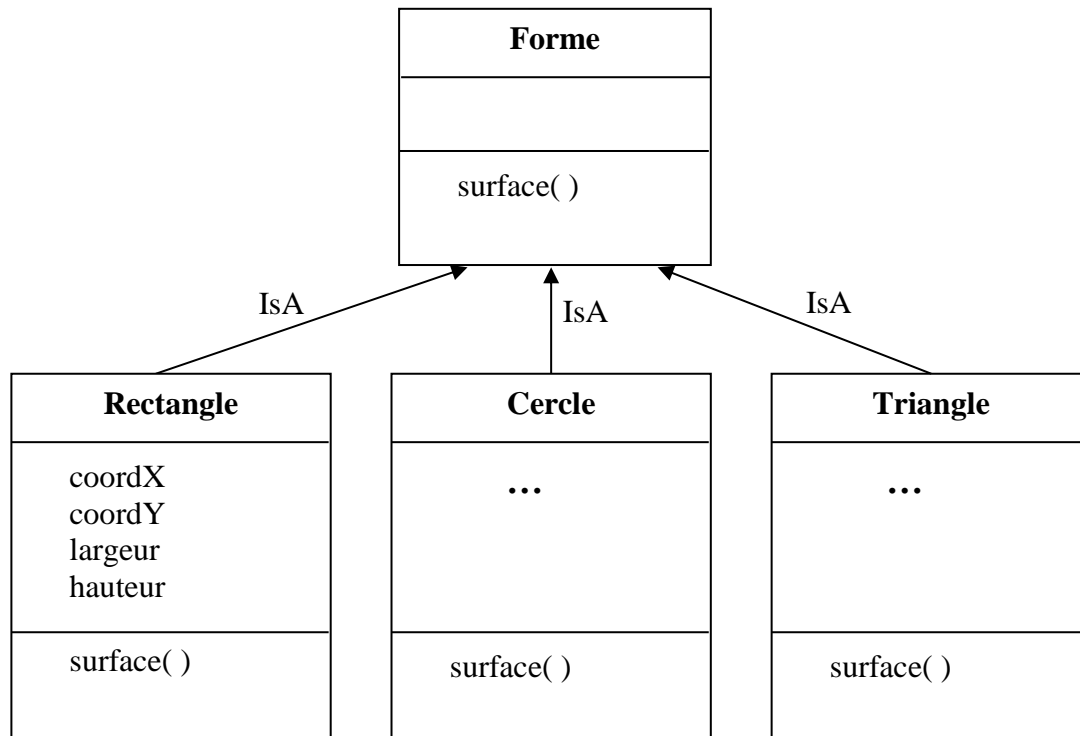 Forme
surface( )
IsA
IsA
IsA
Rectangle
coordX
coordY
largeur
hauteur
surface( )
Cercle
...
surface( )
Triangle
...
surface( )